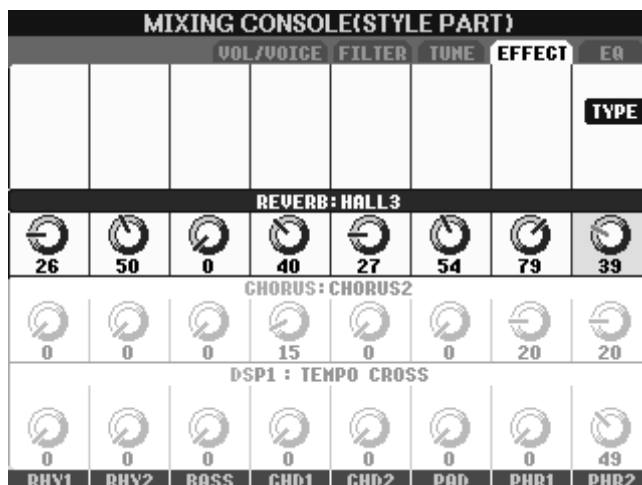 MIXING CONSOLE(STYLE PART)
VOL/VOICE FILTER TUNE EFFECT EQ
TYPE
REVERB:HALL3
26 50 0 40 27 54 79 39
CHORUS:CHORUS2
0 0 0 15 0 0 20 20
DSP1 : TEMPO CROSS
0 0 0 0 0 0 0 49
RHY1 RHY2 BASS CHD1 CHD2 PAD PHR1 PHR2